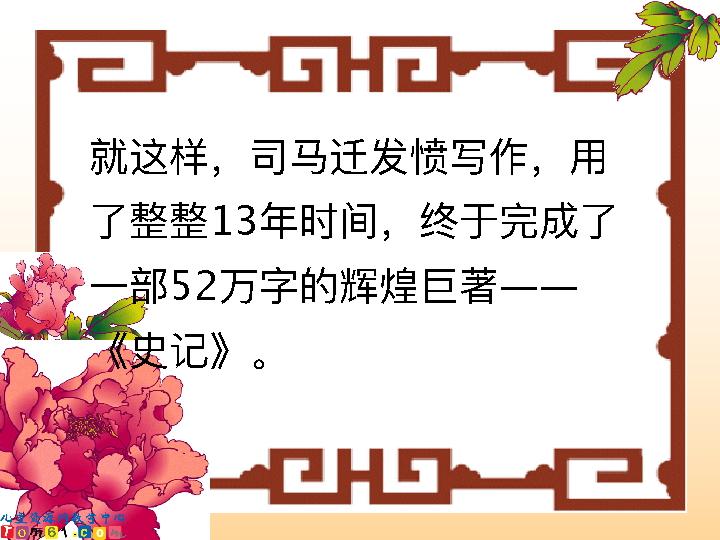 就这样，司马迁发愤写作，用
了整整13年时间，终于完成了
一部52万字的辉煌巨著——
《史记》。